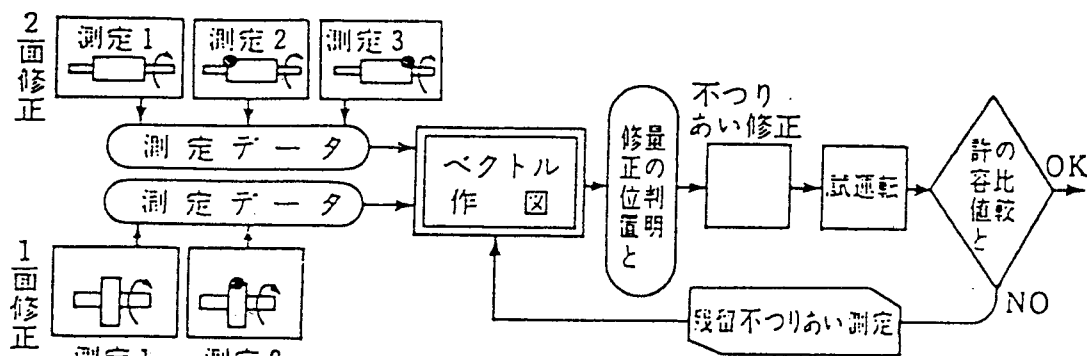 2面修正
測定1
測定2
測定3
測定データ
測定データ
1面修正
測定1
測定2
ベクトル
作図
修正位置と
量の判明
不つり
あい修正
試運転
許容値と
の比較
OK
NO
残留不つりあい測定